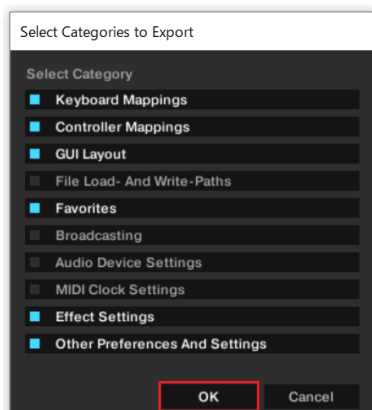 Select Categories to Export
Select Category
Keyboard Mappings
Controller Mappings
GUI Layout
File Load- And Write-Paths
Favorites
Broadcasting
Audio Device Settings
MIDI Clock Settings
Effect Settings
Other Preferences And Settings
OK Cancel